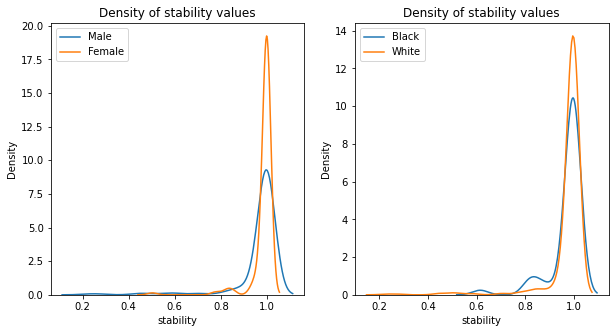 Density of stability values
Male
Female
20.0
17.5
15.0
12.5
10.0
7.5
5.0
2.5
0.0
Density
0.2 0.4 0.6 0.8 1.0
stability
Density of stability values
Black
White
14
12
10
8
6
4
2
0
Density
0.2 0.4 0.6 0.8 1.0
stability